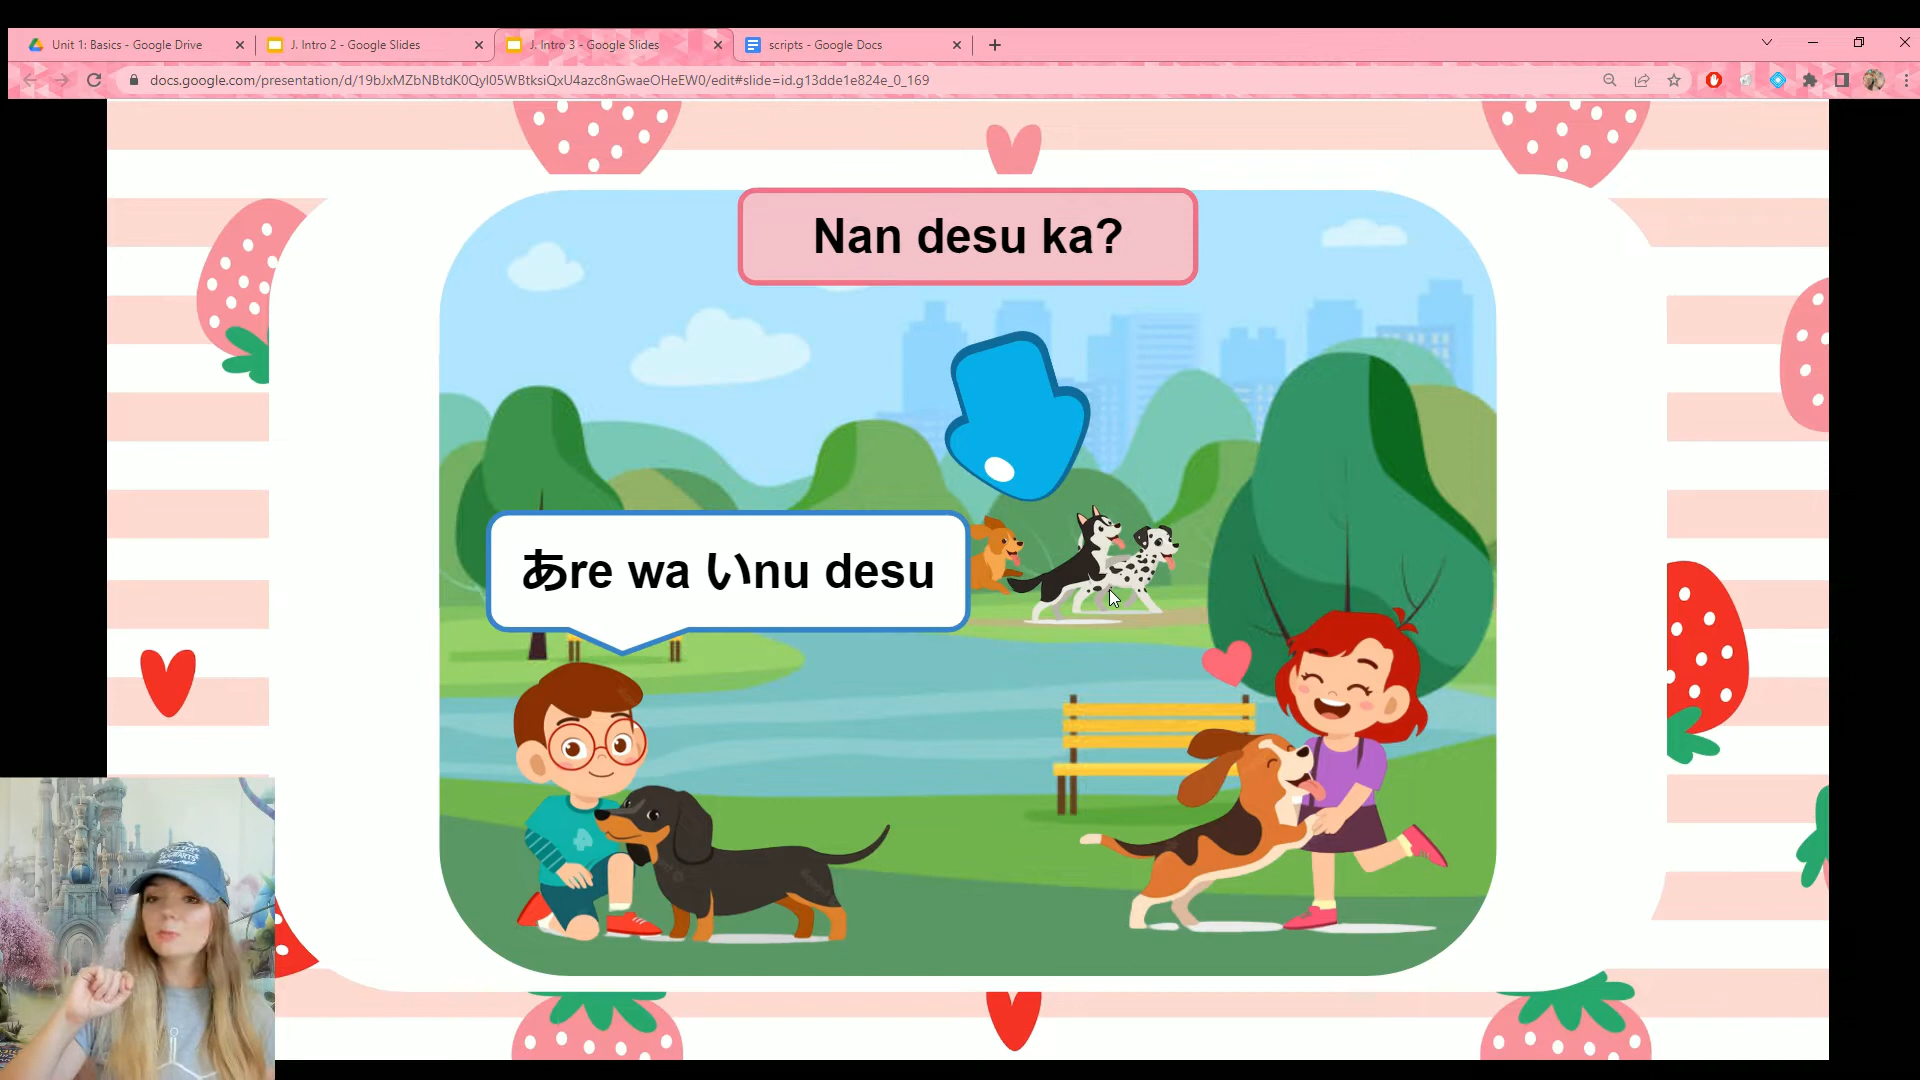 Unit 1: Basics - Google Drive
J. Intro 2 - Google Slides
J. Intro 3 - Google Slides
scripts - Google Docs
docs.google.com/presentation/d/19bJxMZbNBtdK0Qyl05WBtksiQxU4azc8nGwaeOHeEW0/edit#slide=id.g13dde1e824e_0_169
Nan desu ka?
あre wa いnu desu
4